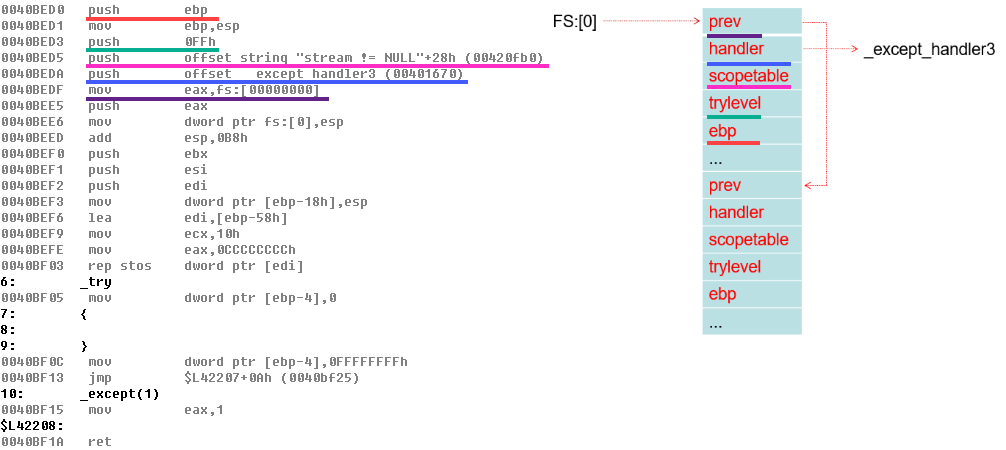 0040BED0 push ebp
0040BED1 mov ebp,esp
0040BED3 push 0FFh
0040BED5 push offset string "stream != NULL"+28h (00420fb0)
0040BEDA push offset __except_handler3 (00401670)
0040BEDF mov eax,fs:[00000000]
0040BEE5 push eax
0040BEE6 mov dword ptr fs:[0],esp
0040BEED add esp,0B8h
0040BEF0 push ebx
0040BEF1 push esi
0040BEF2 push edi
0040BEF3 mov dword ptr [ebp-18h],esp
0040BEF6 lea edi,[ebp-58h]
0040BEF9 mov ecx,10h
0040BEFE mov eax,0CCCCCCCCh
0040BF03 rep stos dword ptr [edi]
6: _try
0040BF05 mov dword ptr [ebp-4],0
7: {
8:
9: }
0040BF0C mov dword ptr [ebp-4],0FFFFFFFFh
0040BF13 jmp $L42207+0Ah (0040bf25)
10: _except(1)
0040BF15 mov eax,1
$L42208:
0040BF1A ret
FS:[0]
prev
handler
_except_handler3
scopetable
trylevel
ebp
...
prev
handler
scopetable
trylevel
ebp
...